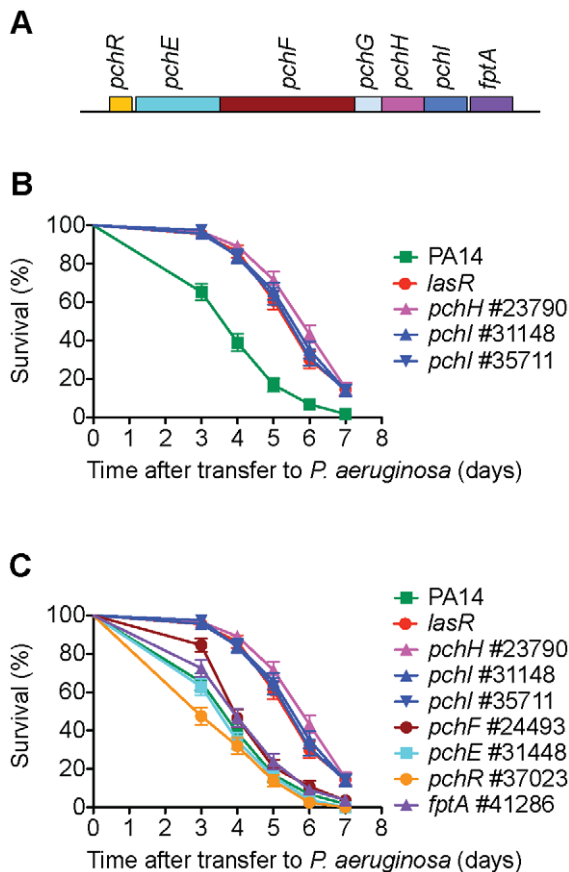 A
pchR pchE pchF pchG pchH pchI fptA
B
100
80
60
40
20
0
Survival (%)
0 1 2 3 4 5 6 7 8
Time after transfer to P. aeruginosa (days)
PA14
lasR
pchH #23790
pchI #31148
pchI #35711
C
100
80
60
40
20
0
Survival (%)
0 1 2 3 4 5 6 7 8
Time after transfer to P. aeruginosa (days)
PA14
lasR
pchH #23790
pchI #31148
pchI #35711
pchF #24493
pchE #31448
pchR #37023
fptA #41286